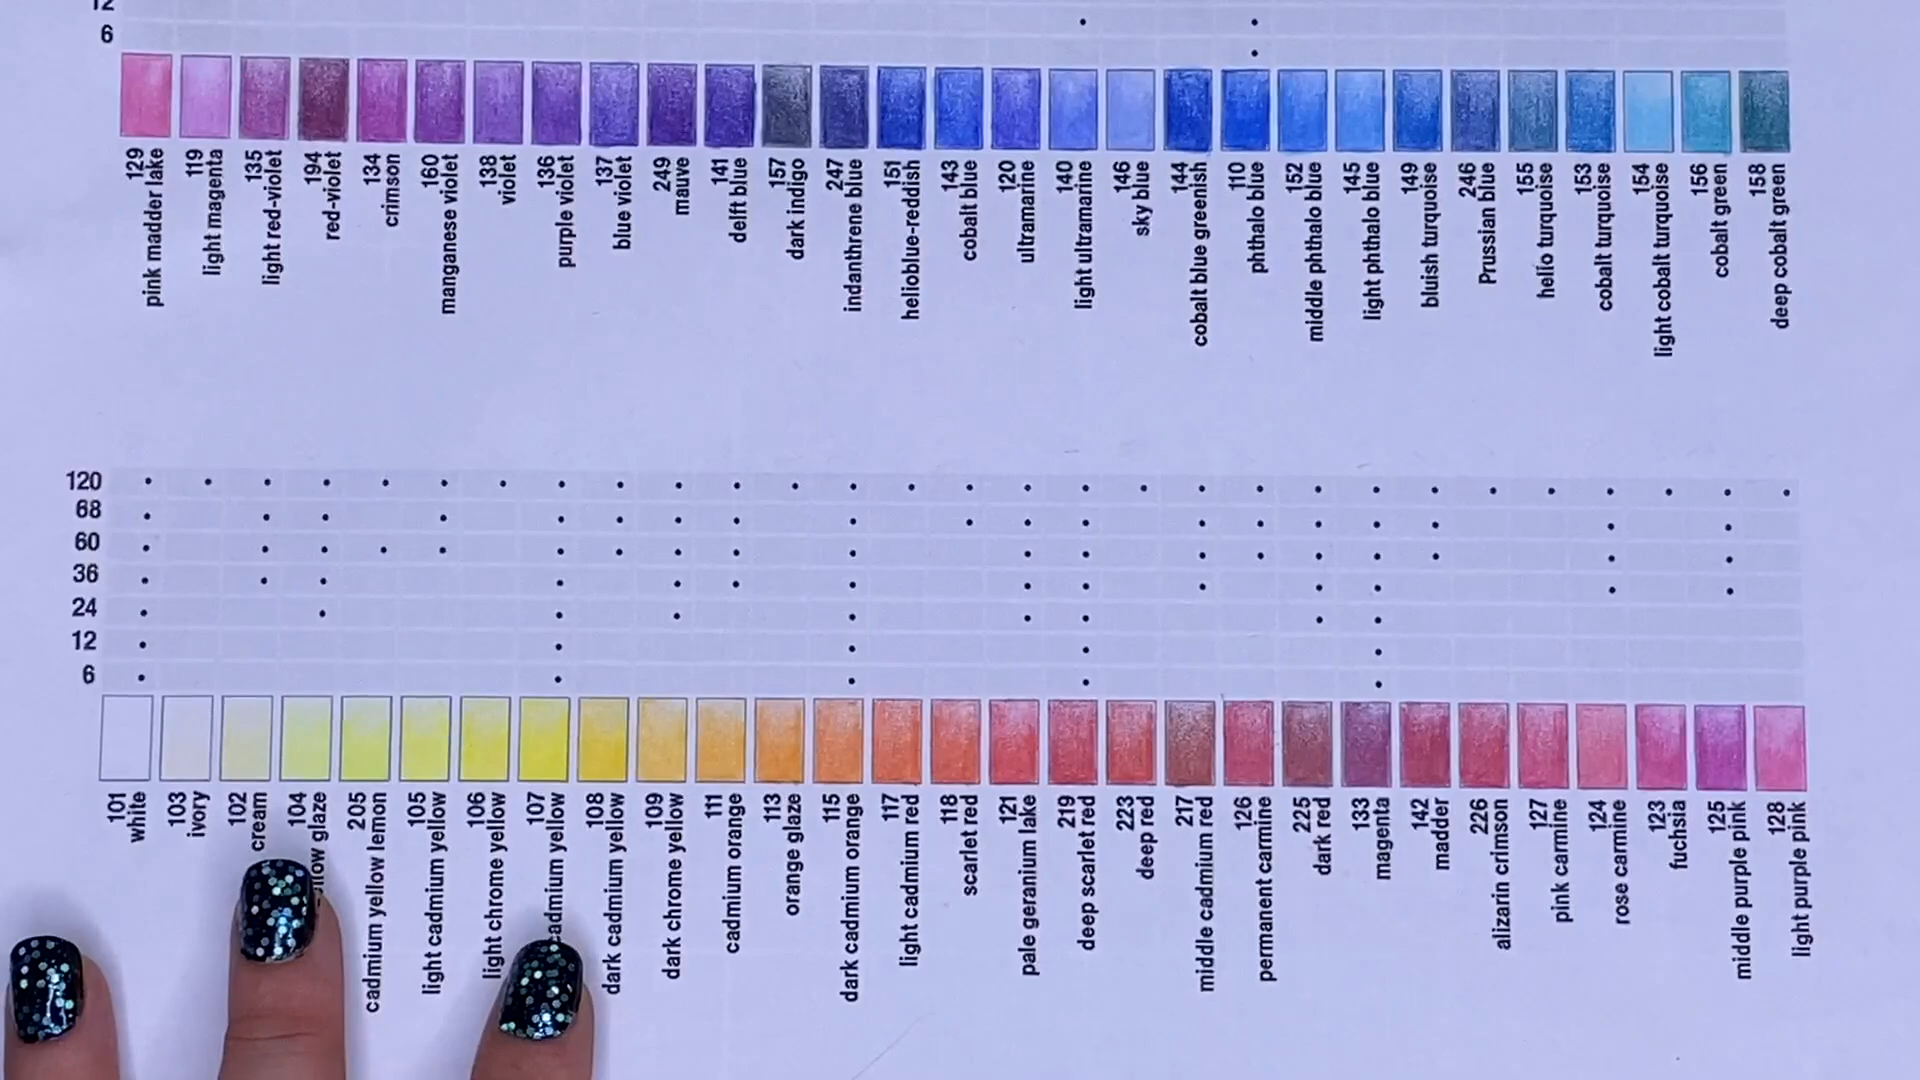 12
6
129
pink madder lake
119
light magenta
135
light red-violet
194
red-violet
134
crimson
160
manganese violet
138
violet
136
purple violet
137
blue violet
249
mauve
141
delft blue
157
dark indigo
247
indanthrene blue
151
helioblue-reddish
143
cobalt blue
120
ultramarine
140
light ultramarine
146
sky blue
144
cobalt blue greenish
110
phthalo blue
152
middle phthalo blue
145
light phthalo blue
149
bluish turquoise
246
Prussian blue
155
helio turquoise
153
cobalt turquoise
154
light cobalt turquoise
156
cobalt green
158
deep cobalt green
120
68
60
36
24
12
6
101
white
103
ivory
102
cream
104
glaze
205
cadmium yellow lemon
105
light cadmium yellow
106
light chrome yellow
107
cadmium yellow
108
dark cadmium yellow
109
dark chrome yellow
111
cadmium orange
113
orange glaze
115
dark cadmium orange
117
light cadmium red
118
scarlet red
121
pale geranium lake
219
deep scarlet red
223
deep red
217
middle cadmium red
126
permanent carmine
225
dark red
133
magenta
142
madder
226
alizarin crimson
127
pink carmine
124
rose carmine
123
fuchsia
125
middle purple pink
128
light purple pink